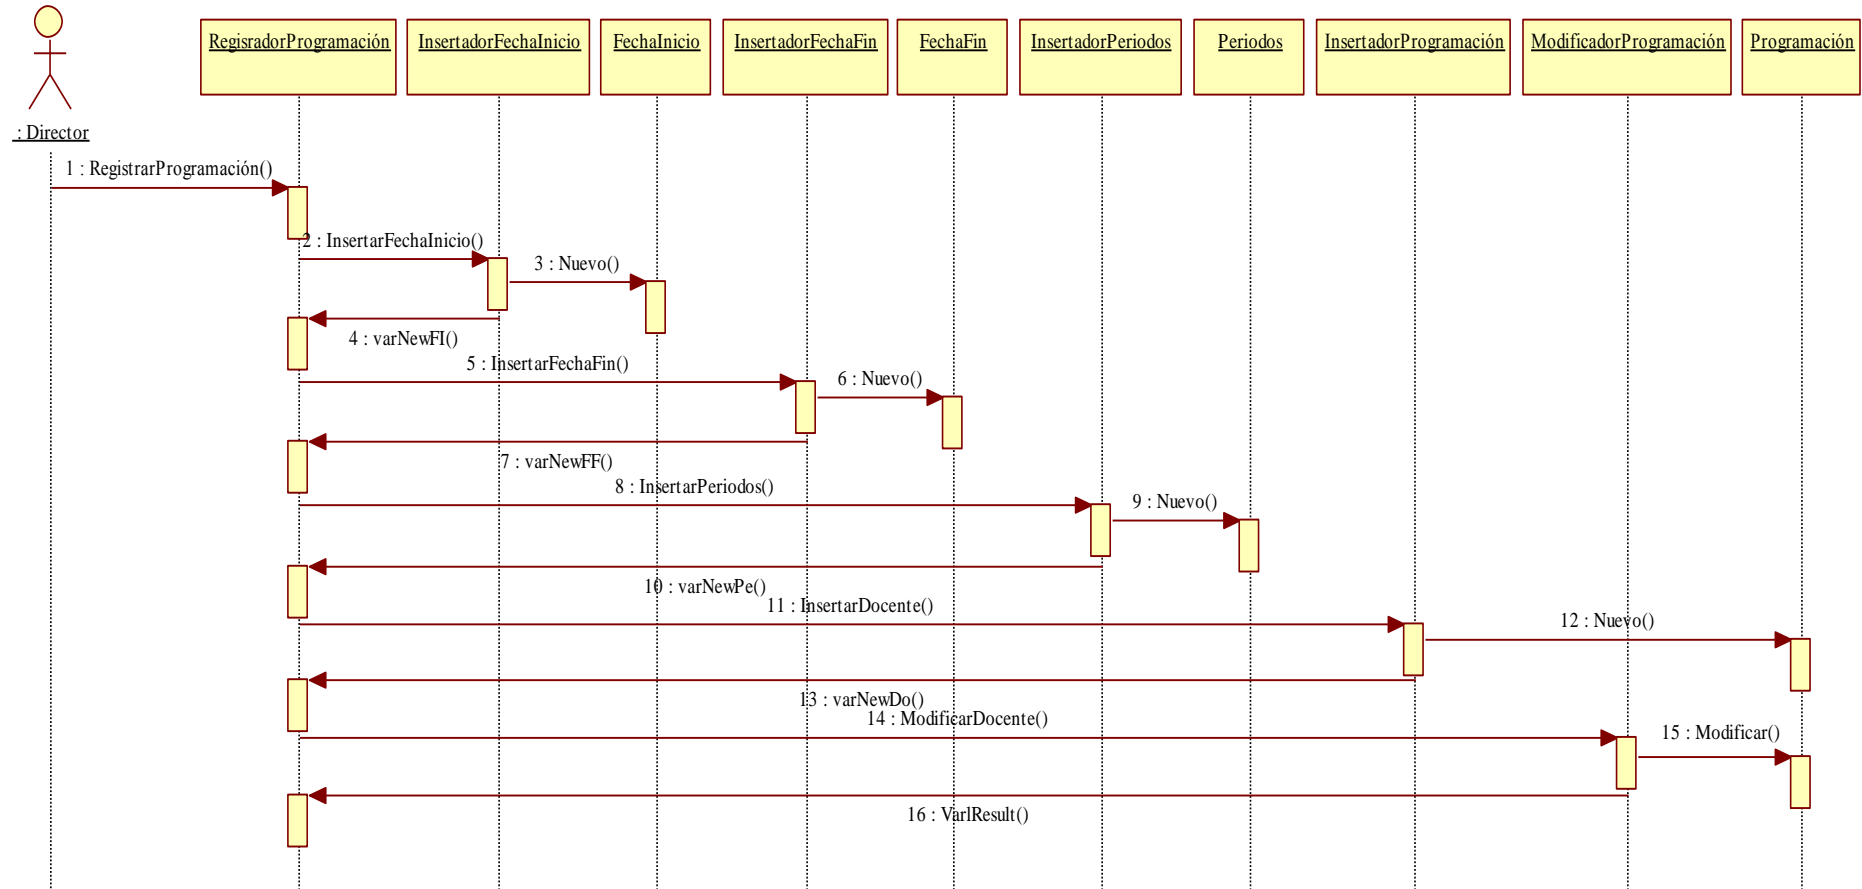 RegisradorProgramación
InsertadorFechaInicio
FechaInicio
InsertadorFechaFin
FechaFin
InsertadorPeriodos
Periodos
InsertadorProgramación
ModificadorProgramación
Programación
: Director
1 : RegistrarProgramación()
2 : InsertarFechaInicio()
3 : Nuevo()
4 : varNewFI()
5 : InsertarFechaFin()
6 : Nuevo()
7 : varNewFF()
8 : InsertarPeriodos()
9 : Nuevo()
10 : varNewPe()
11 : InsertarDocente()
12 : Nuevo()
13 : varNewDo()
14 : ModificarDocente()
15 : Modificar()
16 : VarlResult()